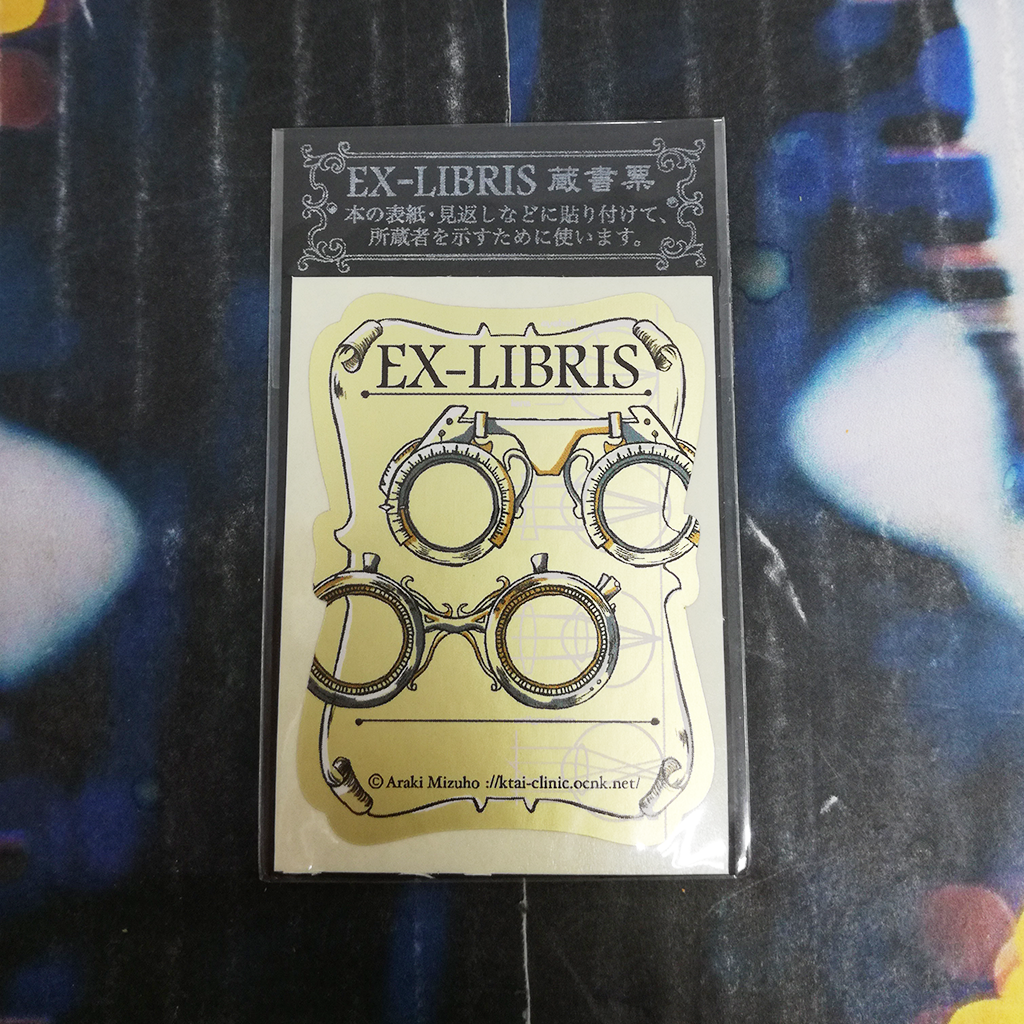 EX-LIBRIS 蔵書票
本の表紙・見返しなどに貼り付けて、
所蔵者を示すために使います。
EX-LIBRIS
© Araki Mizuho ://ktai-clinic.ocnk.net/